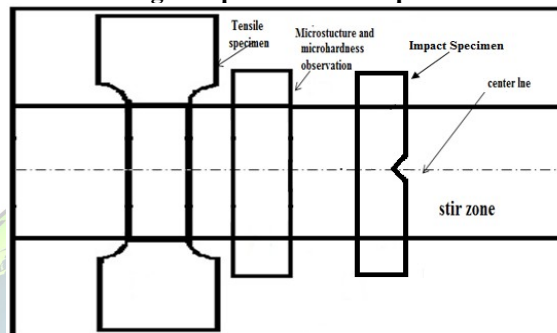 Tensile
specimen
Microstucture and
microhardness
observation
Impact Specimen
center lne
stir zone